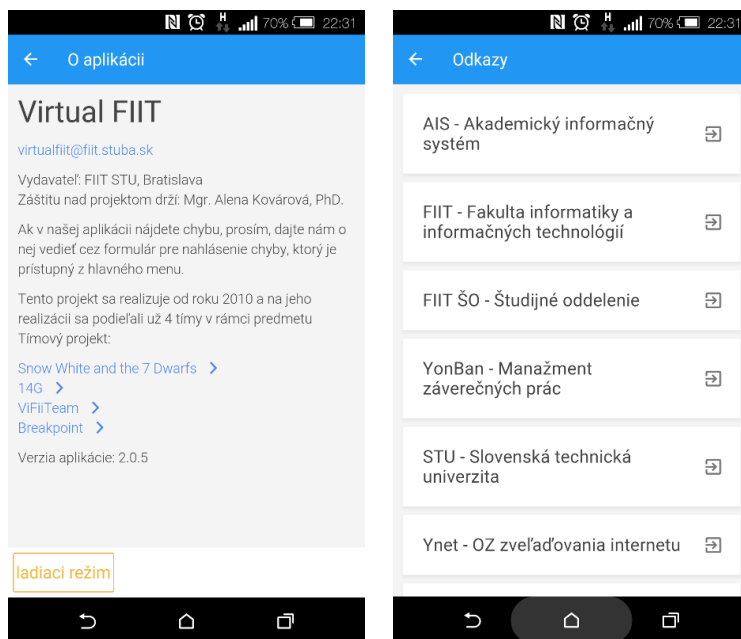 70% 22:31
O aplikácii
Virtual FIIT
virtualfiit@fiit.stuba.sk
Vydavateľ: FIIT STU, Bratislava
Záštitu nad projektom drží: Mgr. Alena Kovárová, PhD.
Ak v našej aplikácii nájdete chybu, prosím, dajte nám o
nej vedieť cez formulár pre nahlásenie chyby, ktorý je
prístupný z hlavného menu.
Tento projekt sa realizuje od roku 2010 a na jeho
realizácii sa podieľali už 4 tímy v rámci predmetu
Tímový projekt:
Snow White and the 7 Dwarfs
14G
ViFiiTeam
Breakpoint
Verzia aplikácie: 2.0.5
ladiaci režim
H 70% 22:31
Odkazy
AIS - Akademický informačný
systém
FIIT - Fakulta informatiky a
informačných technológií
FIIT ŠO - Študijné oddelenie
YonBan - Manažment
záverečných prác
STU - Slovenská technická
univerzita
Ynet - OZ zveľaďovania internetu